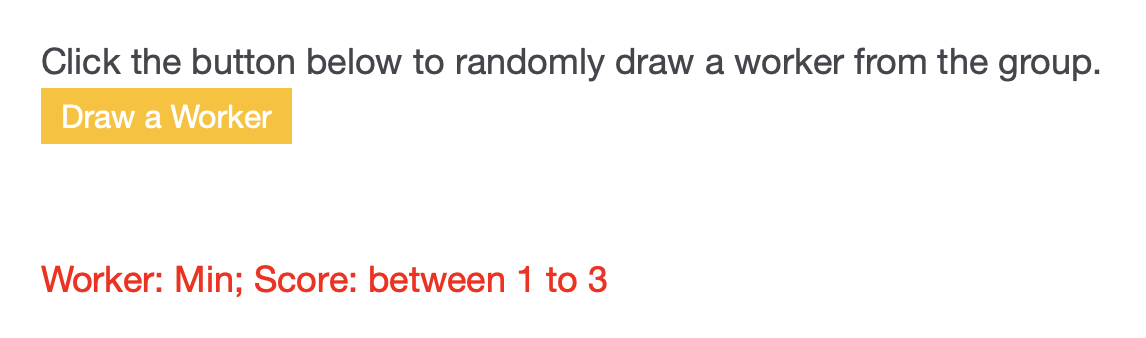 Click the button below to randomly draw a worker from the group.
Draw a Worker
Worker: Min; Score: between 1 to 3